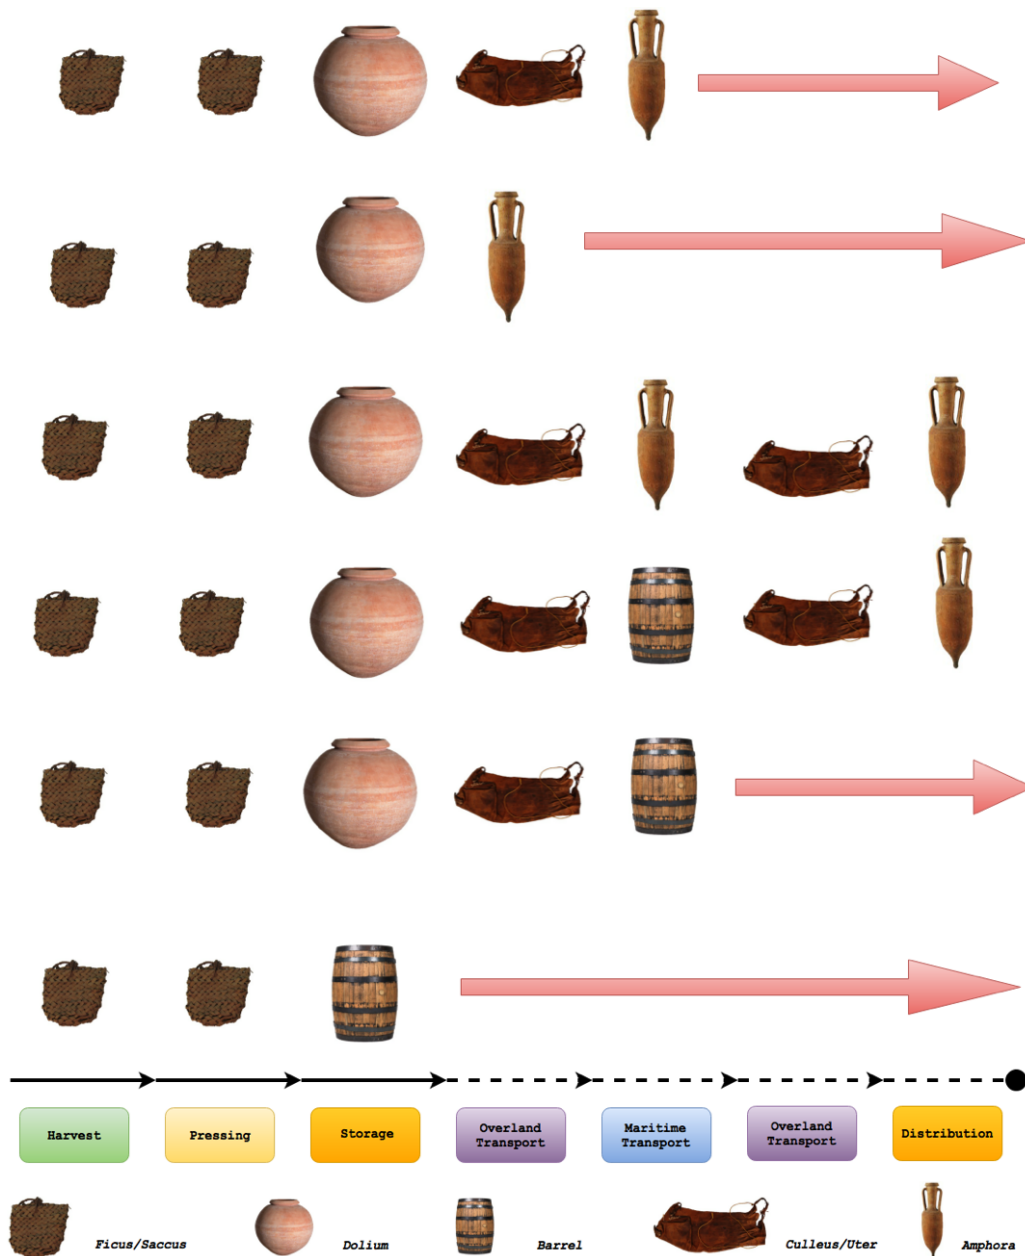 Harvest
Pressing
Storage
Overland
Transport
Maritime
Transport
Overland
Transport
Distribution
Ficus/Saccus
Dolium
Barrel
Culleus/Uter
Amphora